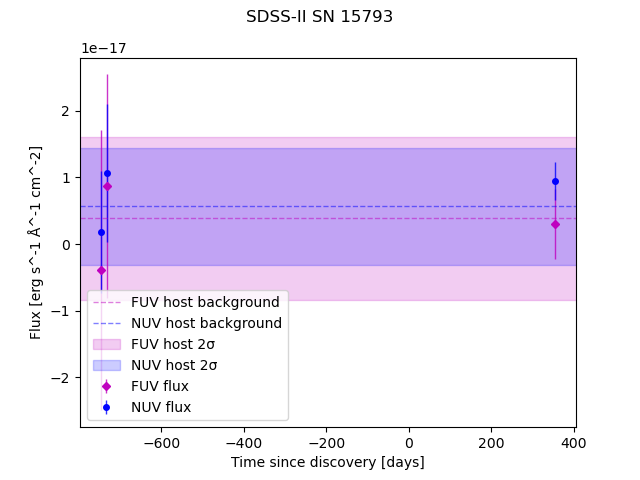 SDSS-II SN 15793
1e−17
2
1
0
−1
−2
Flux [erg s^-1 Å^-1 cm^-2]
FUV host background
NUV host background
FUV host 2σ
NUV host 2σ
FUV flux
NUV flux
−600 −400 −200 0 200 400
Time since discovery [days]